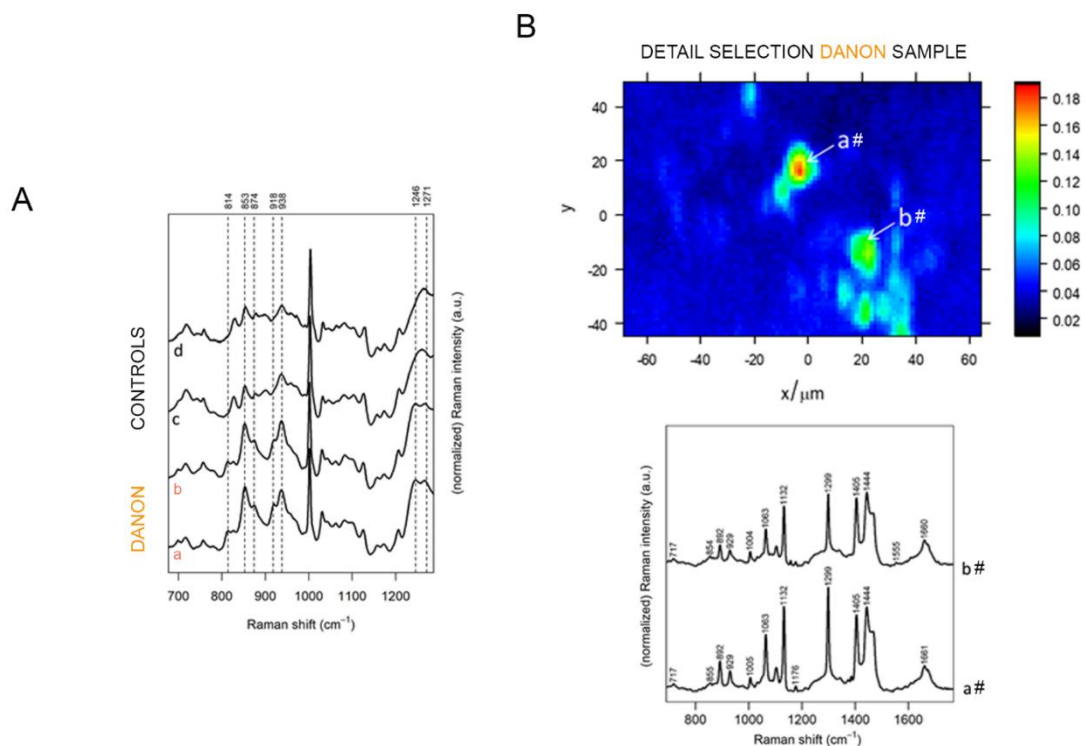 A
814
853
874
918
938
1246
1271
CONTROLS
DANON
d
c
b
a
(normalized) Raman intensity (a.u.)
700 800 900 1000 1100 1200
Raman shift (cm⁻¹)
B
DETAIL SELECTION DANON SAMPLE
40
20
0
-20
-40
y
a#
b#
-60 -40 -20 0 20 40 60
x/μm
0.18
0.16
0.14
0.12
0.10
0.08
0.06
0.04
0.02
(normalized) Raman intensity (a.u.)
717
854
892
929
1004
1063
1132
1299
1405
1444
1555
1660
b#
717
855
892
929
1005
1063
1132
1176
1299
1405
1444
1661
a#
800 1000 1200 1400 1600
Raman shift (cm⁻¹)